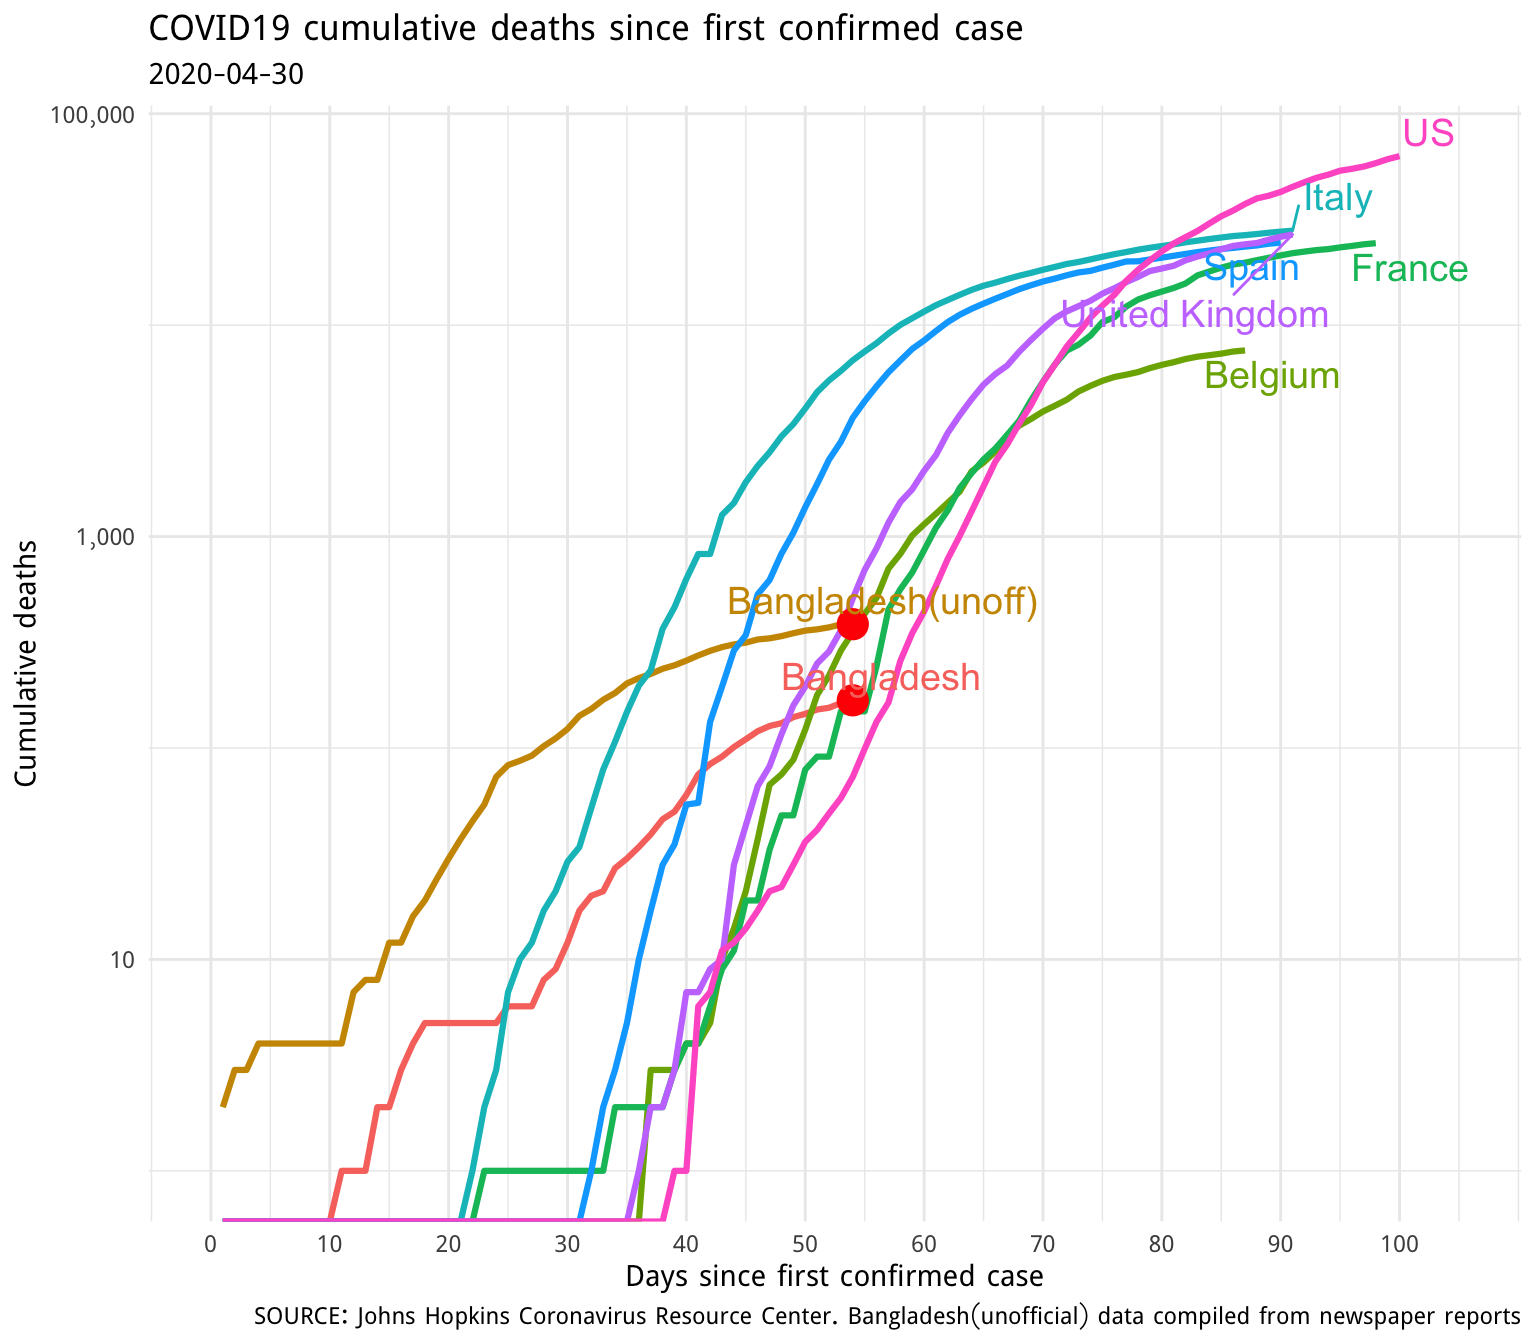 COVID19 cumulative deaths since first confirmed case
2020-04-30
100,000
1,000
10
Cumulative deaths
US
Italy
Spain
France
United Kingdom
Belgium
Bangladesh(unoff)
Bangladesh
0 10 20 30 40 50 60 70 80 90 100
Days since first confirmed case
SOURCE: Johns Hopkins Coronavirus Resource Center. Bangladesh(unofficial) data compiled from newspaper reports